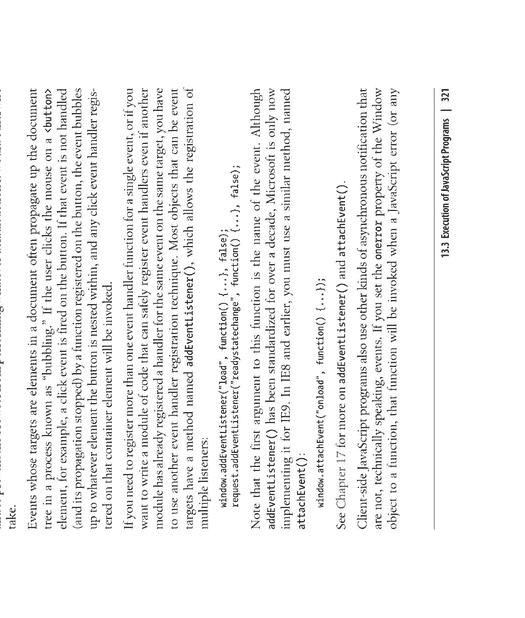 take.
Events whose targets are elements in a document often propagate up the document
tree in a process known as “bubbling.” If the user clicks the mouse on a <button>
element, for example, a click event is fired on the button. If that event is not handled
(and its propagation stopped) by a function registered on the button, the event bubbles
up to whatever element the button is nested within, and any click event handler regis-
tered on that container element will be invoked.
If you need to register more than one event handler function for a single event, or if you
want to write a module of code that can safely register event handlers even if another
module has already registered a handler for the same event on the same target, you have
to use another event handler registration technique. Most objects that can be event
targets have a method named addEventListener(), which allows the registration of
multiple listeners:
window.addEventListener("load", function() {...}, false);
request.addEventListener("readystatechange", function() {...}, false);
Note that the first argument to this function is the name of the event. Although
addEventListener() has been standardized for over a decade, Microsoft is only now
implementing it for IE9. In IE8 and earlier, you must use a similar method, named
attachEvent():
window.attachEvent("onload", function() {...});
See Chapter 17 for more on addEventListener() and attachEvent().
Client-side JavaScript programs also use other kinds of asynchronous notification that
are not, technically speaking, events. If you set the onerror property of the Window
object to a function, that function will be invoked when a JavaScript error (or any
13.3 Execution of JavaScript Programs | 321